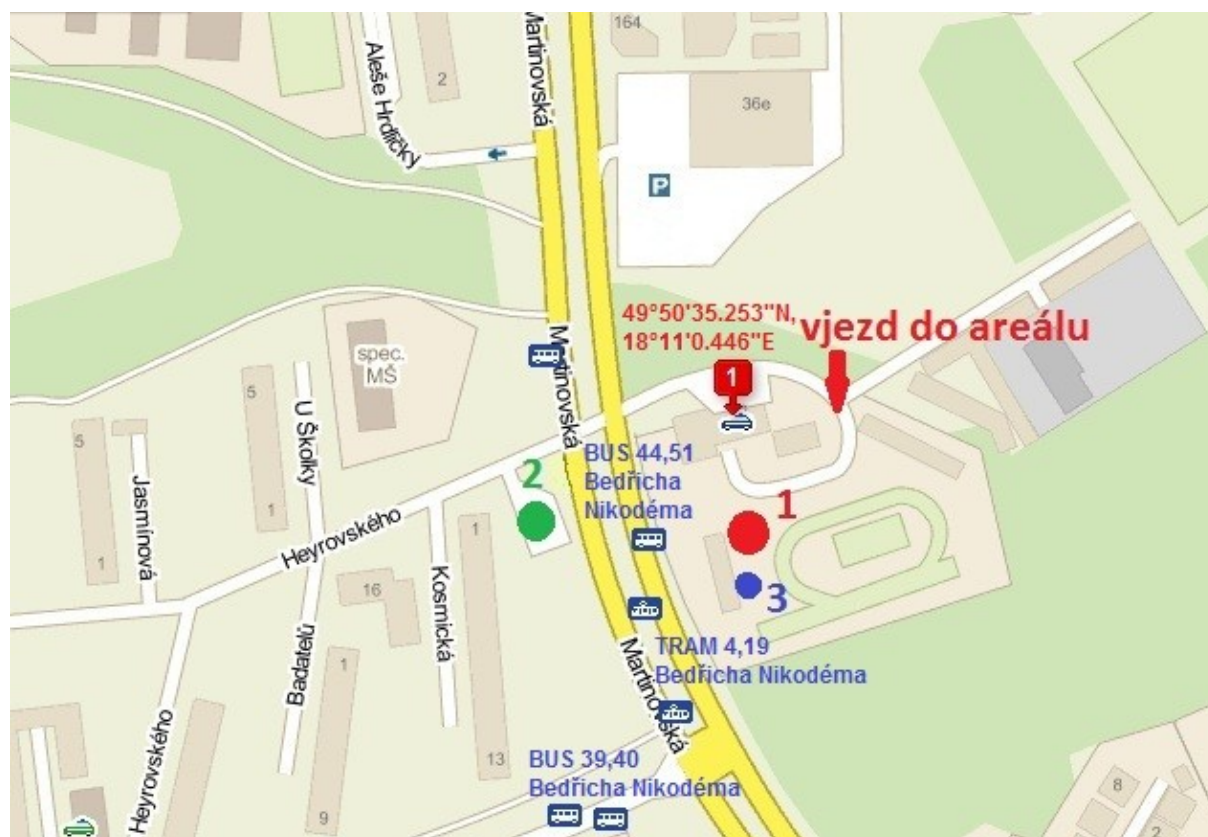 Martinovská
164
Aleše Hrdličky
2
36e
P
49°50'35.253"N,
18°11'0.446"E
vjezd do areálu
1
Martinovská
spec.
MŠ
5
5
U Školky
BUS 44,51
Bedřicha
Nikodéma
2
1
Jasmínová
1
1
1
Heyrovského
3
16
Kosmická
TRAM 4,19
Bedřicha Nikodéma
Martinovská
Badatelů
1
Heyrovského
13
BUS 39,40
Bedřicha Nikodéma
8
9
2